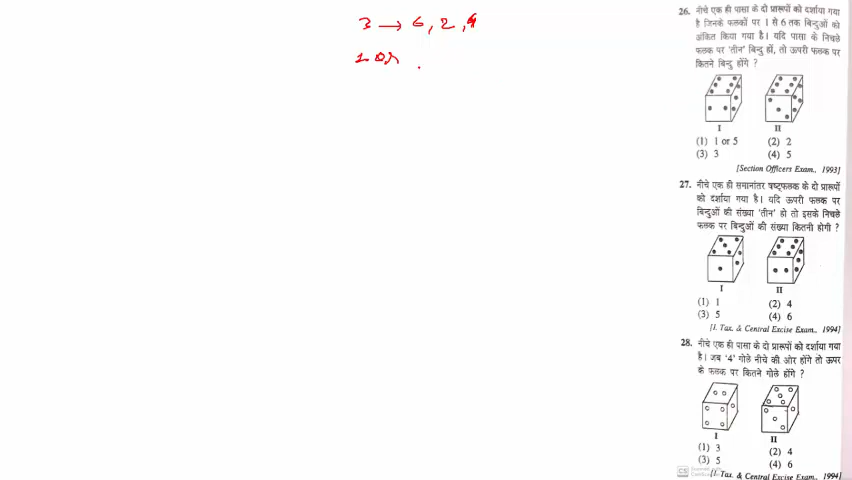 3 → 6, 2, 4
1 or
26. नीचे एक ही पासा के दो प्रारूपों को दर्शाया गया
है जिनके फलकों पर 1 से 6 तक बिन्दुओं को
अंकित किया गया है। यदि पासा के निचले
फलक पर 'तीन' बिन्दु हों, तो ऊपरी फलक पर
कितने बिन्दु होंगे ?
I II
(1) 1 or 5 (2) 2
(3) 3 (4) 5
[Section Officers Exam., 1993]
27. नीचे एक ही समानांतर षष्ट्फलक के दो प्रारूपों
को दर्शाया गया है। यदि ऊपरी फलक पर
बिन्दुओं की संख्या 'तीन' हो तो इसके निचले
फलक पर बिन्दुओं की संख्या कितनी होगी ?
I II
(1) 1 (2) 4
(3) 5 (4) 6
[I. Tax. & Central Excise Exam., 1994]
28. नीचे एक ही पासा के दो प्रारूपों को दर्शाया गया
है। जब '4' गोले नीचे की ओर होंगे तो ऊपर
के फलक पर कितने गोले होंगे ?
I II
(1) 3 (2) 4
(3) 5 (4) 6
CS
[I. Tax. & Central Excise Exam., 1994]